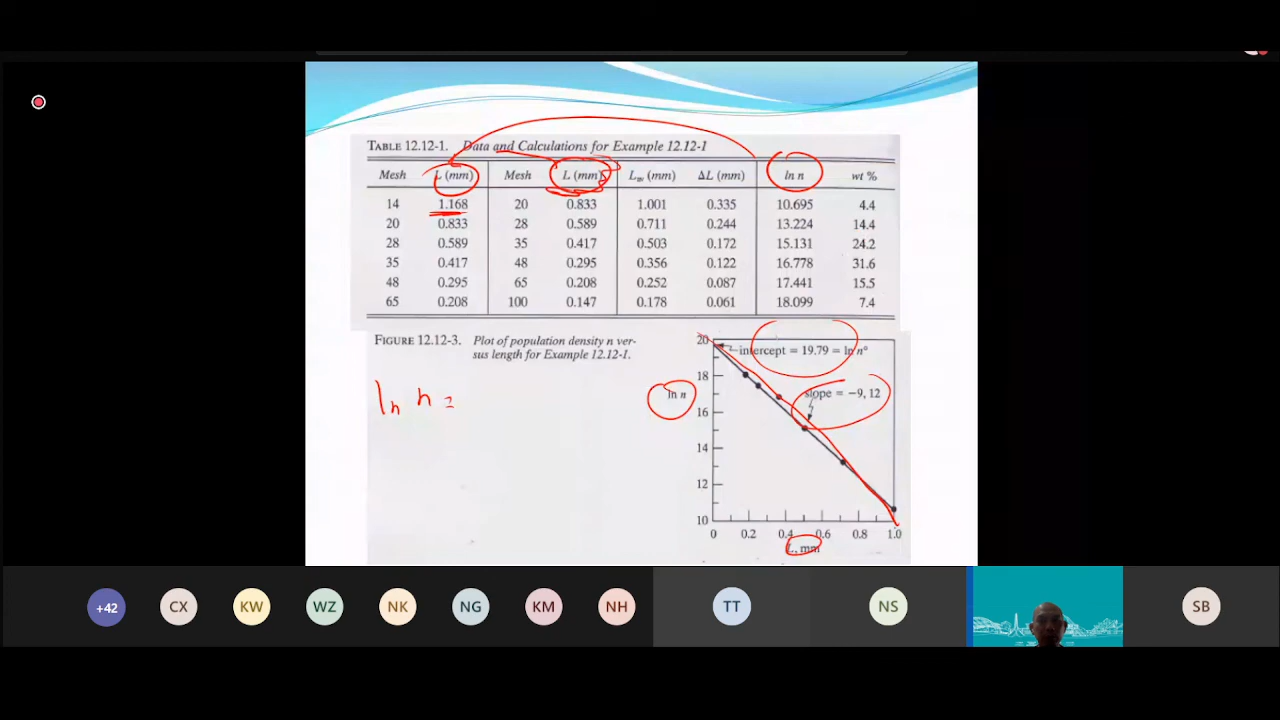 TABLE 12.12-1. Data and Calculations for Example 12.12-1
Mesh L (mm) Mesh L (mm) Lav (mm) ΔL (mm) ln n wt %
14 1.168 20 0.833 1.001 0.335 10.695 4.4
20 0.833 28 0.589 0.711 0.244 13.224 14.4
28 0.589 35 0.417 0.503 0.172 15.131 24.2
35 0.417 48 0.295 0.356 0.122 16.778 31.6
48 0.295 65 0.208 0.252 0.087 17.441 15.5
65 0.208 100 0.147 0.178 0.061 18.099 7.4
FIGURE 12.12-3. Plot of population density n ver-
sus length for Example 12.12-1.
ln n =
20
18
16
14
12
10
ln n
intercept = 19.79 = ln n°
slope = −9, 12
0 0.2 0.4 0.6 0.8 1.0
L, mm
+42 CX KW WZ NK NG KM NH TT NS SB